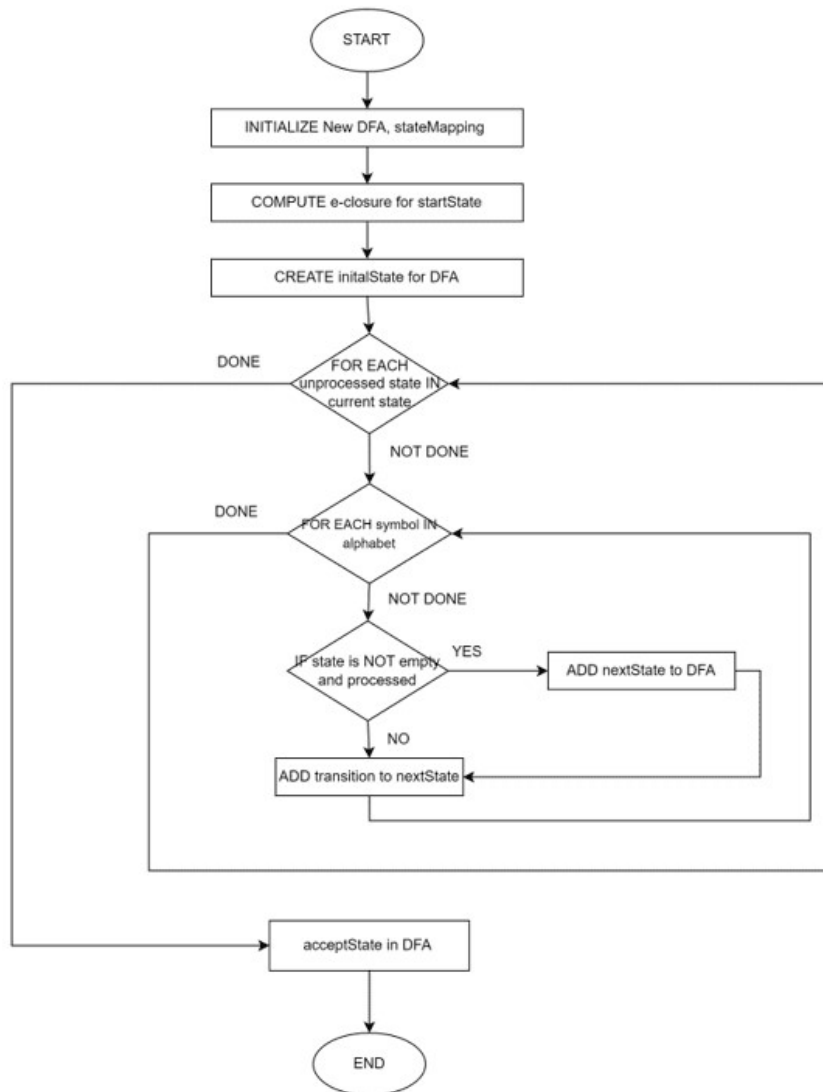 START
INITIALIZE New DFA, stateMapping
COMPUTE e-closure for startState
CREATE initalState for DFA
DONE
FOR EACH
unprocessed state IN
current state
NOT DONE
DONE
FOR EACH symbol IN
alphabet
NOT DONE
IF state is NOT empty
and processed
YES
ADD nextState to DFA
NO
ADD transition to nextState
acceptState in DFA
END